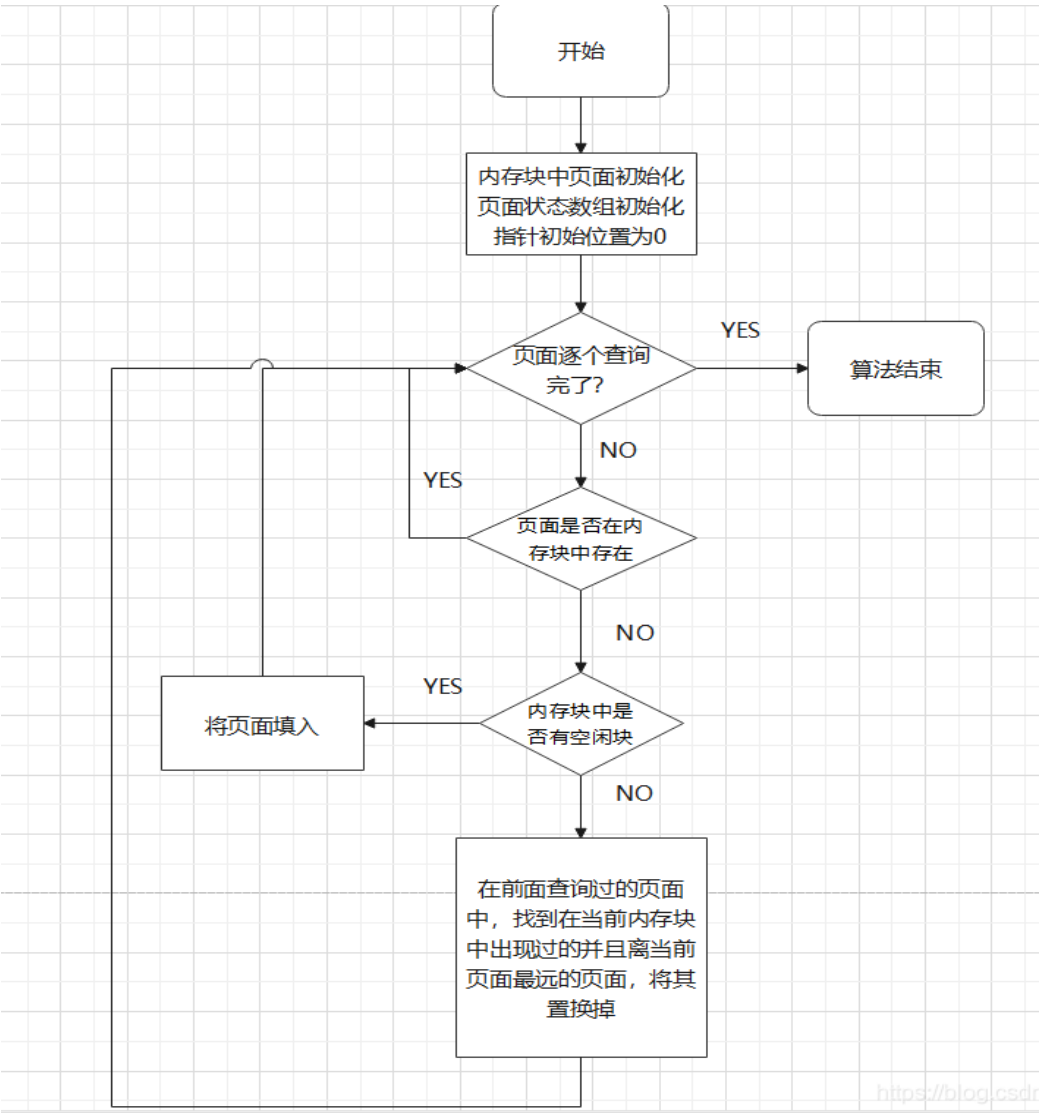 开始
内存块中页面初始化
页面状态数组初始化
指针初始位置为0
页面逐个查询
完了?
YES
算法结束
NO
YES
页面是否在内
存块中存在
NO
YES
内存块中是
否有空闲块
将页面填入
NO
在前面查询过的页面
中，找到在当前内存块
中出现过的并且离当前
页面最远的页面，将其
置换掉
https://blog.csdn